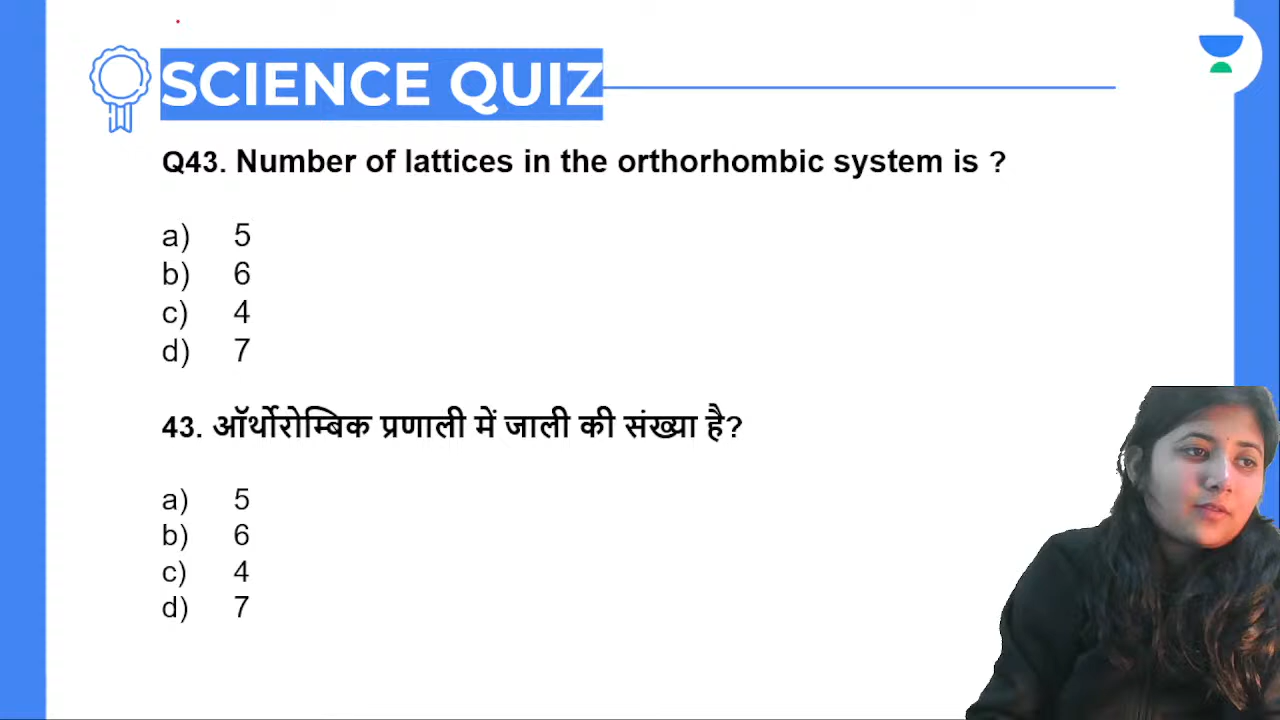 SCIENCE QUIZ
Q43. Number of lattices in the orthorhombic system is ?
a) 5
b) 6
c) 4
d) 7
43. ऑर्थोरोम्बिक प्रणाली में जाली की संख्या है?
a) 5
b) 6
c) 4
d) 7